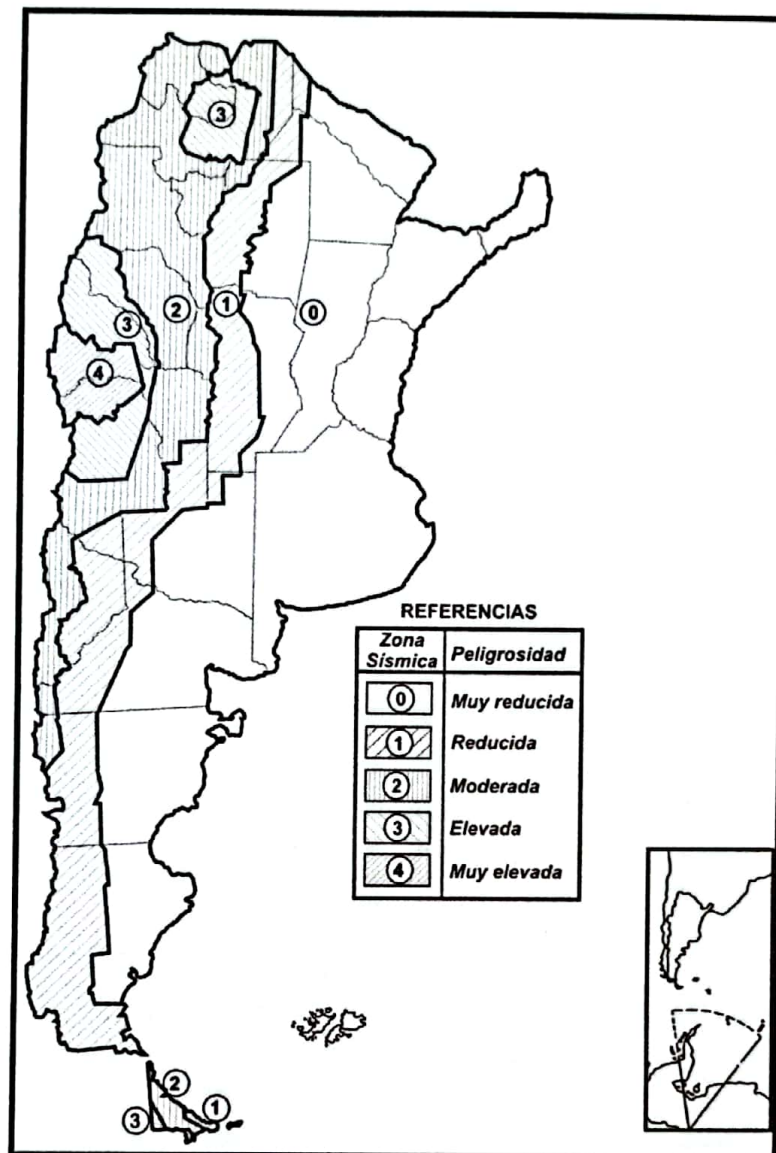 3
3
2
1
0
4
REFERENCIAS
Zona Sísmica Peligrosidad
0 Muy reducida
1 Reducida
2 Moderada
3 Elevada
4 Muy elevada
2
3
1